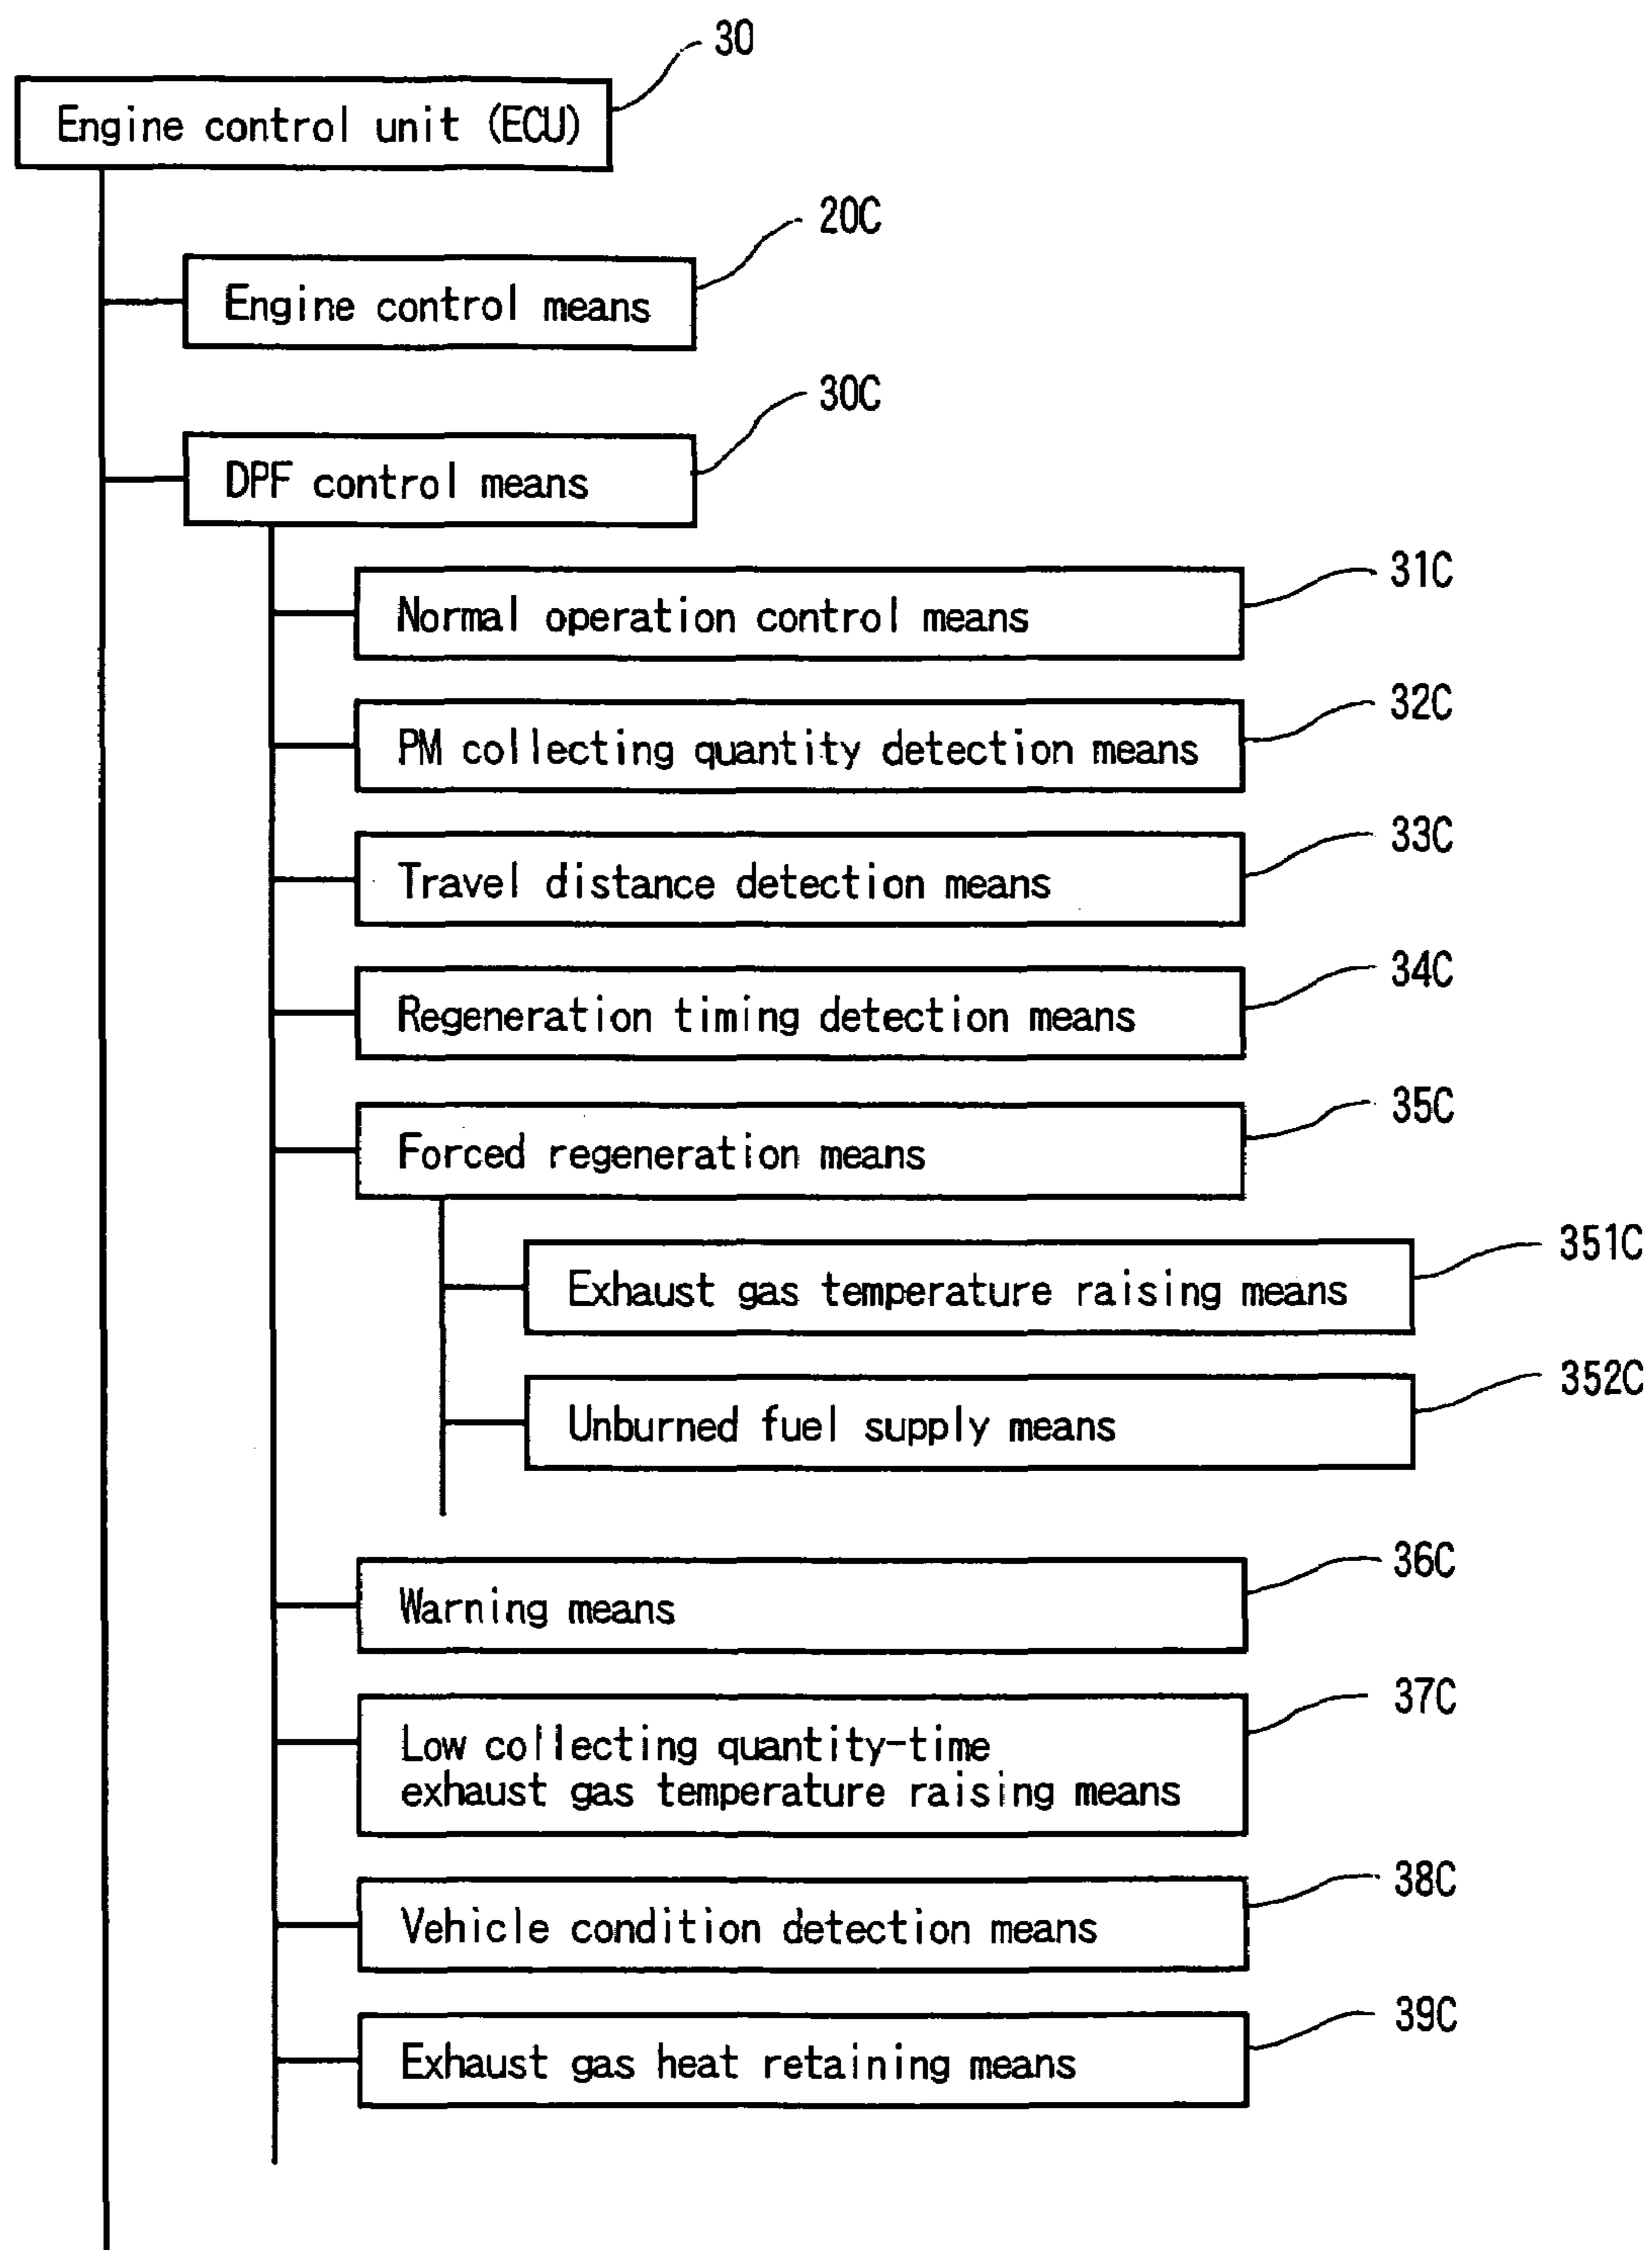 30
Engine control unit (ECU)
20C
Engine control means
30C
DPF control means
31C
Normal operation control means
32C
PM collecting quantity detection means
33C
Travel distance detection means
34C
Regeneration timing detection means
35C
Forced regeneration means
351C
Exhaust gas temperature raising means
352C
Unburned fuel supply means
36C
Warning means
37C
Low collecting quantity-time
exhaust gas temperature raising means
38C
Vehicle condition detection means
39C
Exhaust gas heat retaining means